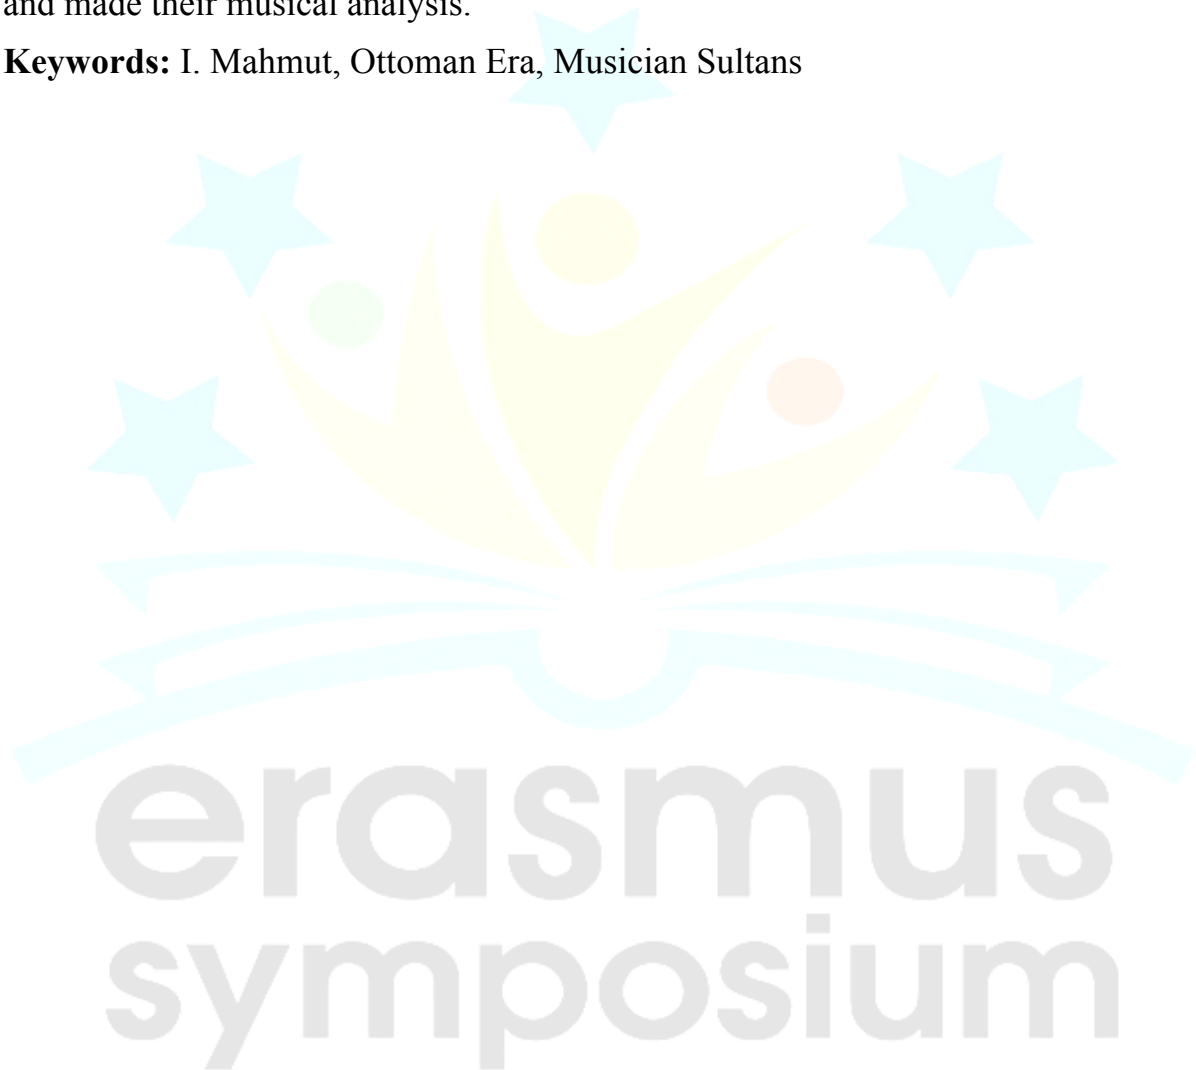 and made their musical analysis.
Keywords: I. Mahmut, Ottoman Era, Musician Sultans
erasmus
symposium